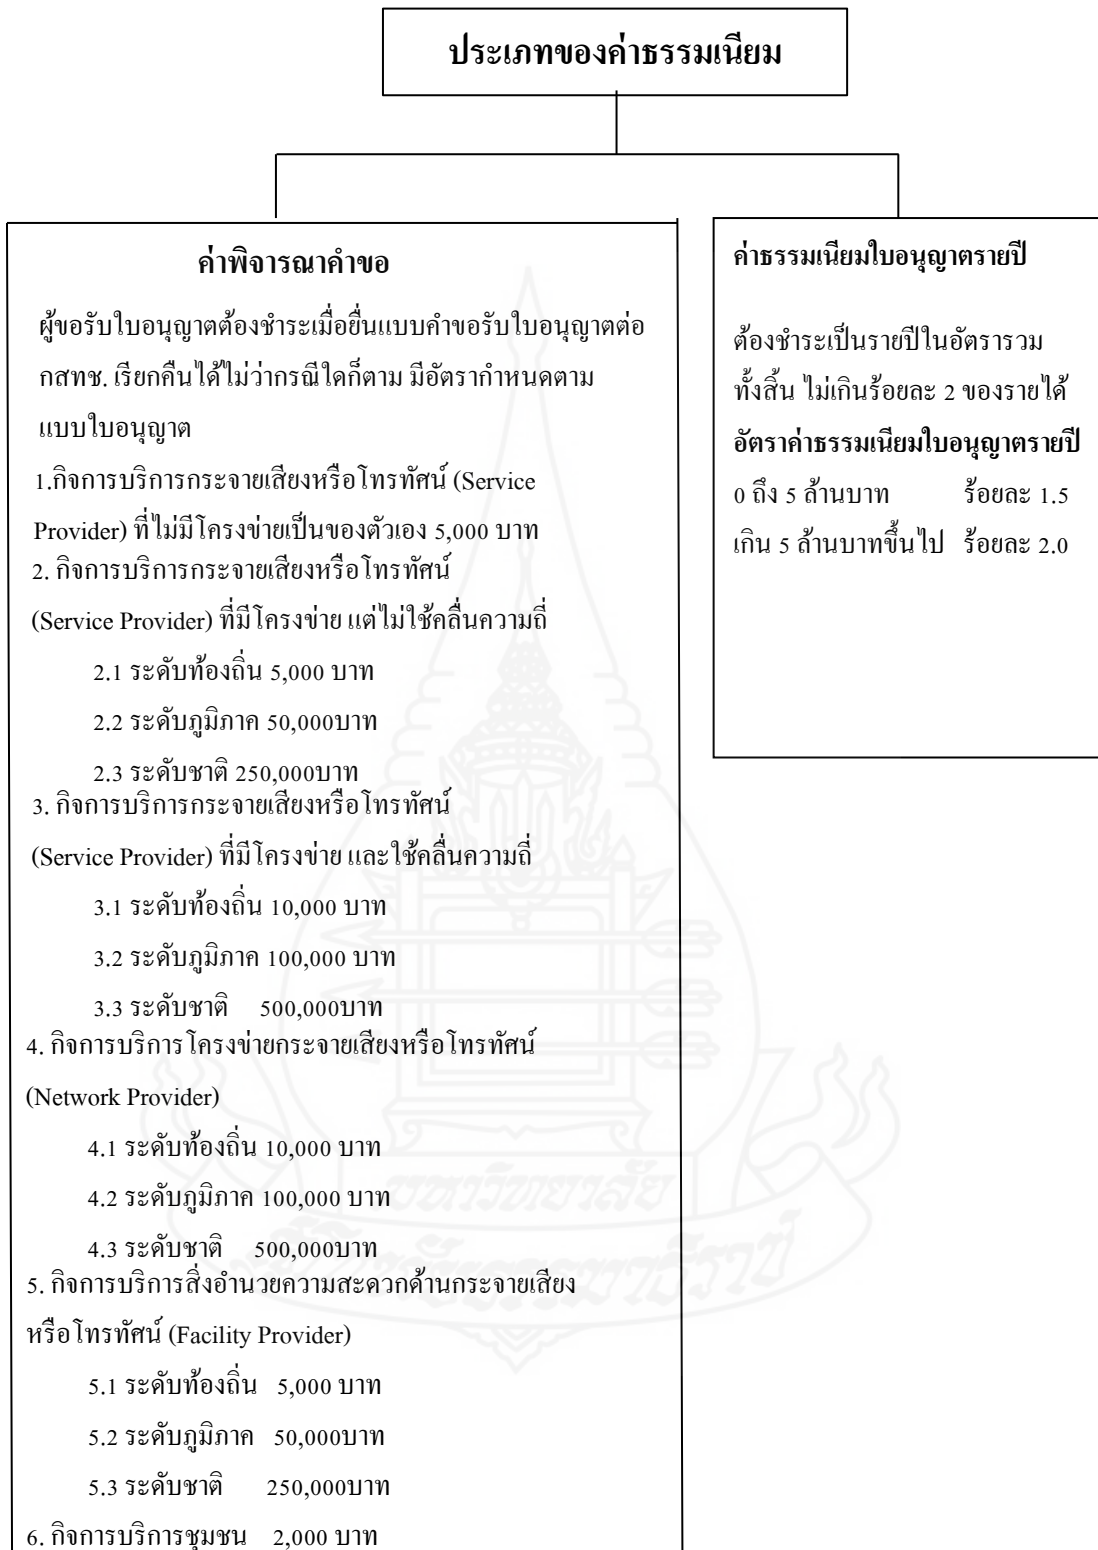 ประเภทของค่าธรรมเนียม
ค่าพิจารณาคำขอ
ผู้ขอรับใบอนุญาตต้องชำระเมื่อยื่นแบบคำขอรับใบอนุญาตต่อ
กสทช. เรียกคืนได้ไม่ว่ากรณีใดก็ตาม มีอัตรากำหนดตาม
แบบใบอนุญาต
1.กิจการบริการกระจายเสียงหรือโทรทัศน์ (Service
Provider) ที่ไม่มีโครงข่ายเป็นของตัวเอง 5,000 บาท
2. กิจการบริการกระจายเสียงหรือโทรทัศน์
(Service Provider) ที่มีโครงข่าย แต่ไม่ใช้คลื่นความถี่
2.1 ระดับท้องถิ่น 5,000 บาท
2.2 ระดับภูมิภาค 50,000บาท
2.3 ระดับชาติ 250,000บาท
3. กิจการบริการกระจายเสียงหรือโทรทัศน์
(Service Provider) ที่มีโครงข่าย และใช้คลื่นความถี่
3.1 ระดับท้องถิ่น 10,000 บาท
3.2 ระดับภูมิภาค 100,000 บาท
3.3 ระดับชาติ 500,000บาท
4. กิจการบริการโครงข่ายกระจายเสียงหรือโทรทัศน์
(Network Provider)
4.1 ระดับท้องถิ่น 10,000 บาท
4.2 ระดับภูมิภาค 100,000 บาท
4.3 ระดับชาติ 500,000บาท
5. กิจการบริการสิ่งอำนวยความสะดวกด้านกระจายเสียง
หรือโทรทัศน์ (Facility Provider)
5.1 ระดับท้องถิ่น 5,000 บาท
5.2 ระดับภูมิภาค 50,000บาท
5.3 ระดับชาติ 250,000บาท
6. กิจการบริการชุมชน 2,000 บาท
ค่าธรรมเนียมใบอนุญาตรายปี
ต้องชำระเป็นรายปีในอัตรารวม
ทั้งสิ้น ไม่เกินร้อยละ 2 ของรายได้
อัตราค่าธรรมเนียมใบอนุญาตรายปี
0 ถึง 5 ล้านบาท ร้อยละ 1.5
เกิน 5 ล้านบาทขึ้นไป ร้อยละ 2.0
มหาวิทยาลัย
สุโขทัยธรรมาธิราช